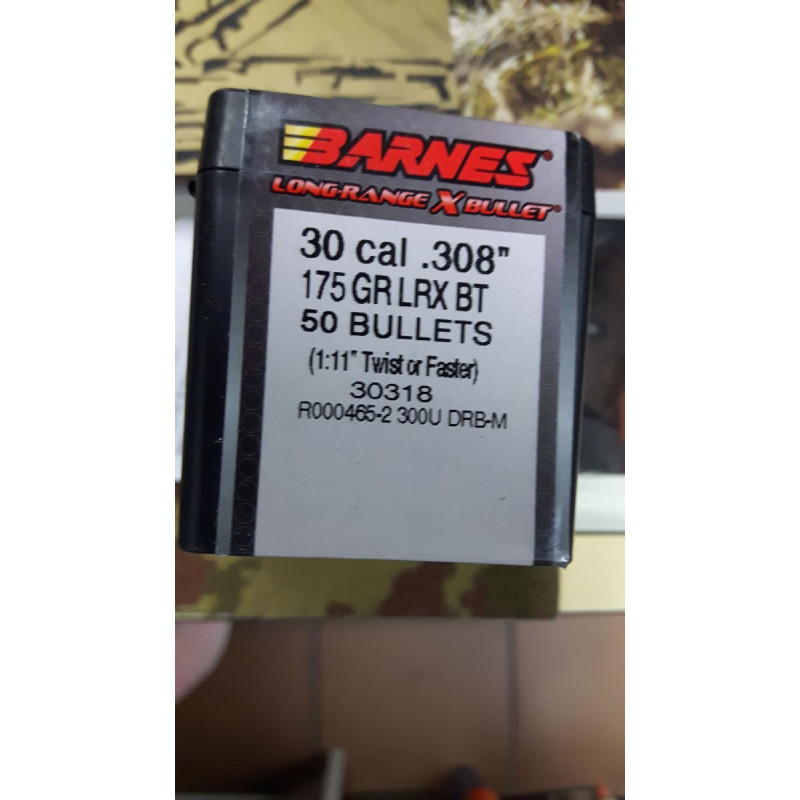 BARNES®
LONG-RANGE X BULLET®
30 cal .308"
175 GR LRX BT
50 BULLETS
(1:11" Twist or Faster)
30318
R000465-2 300U DRB-M